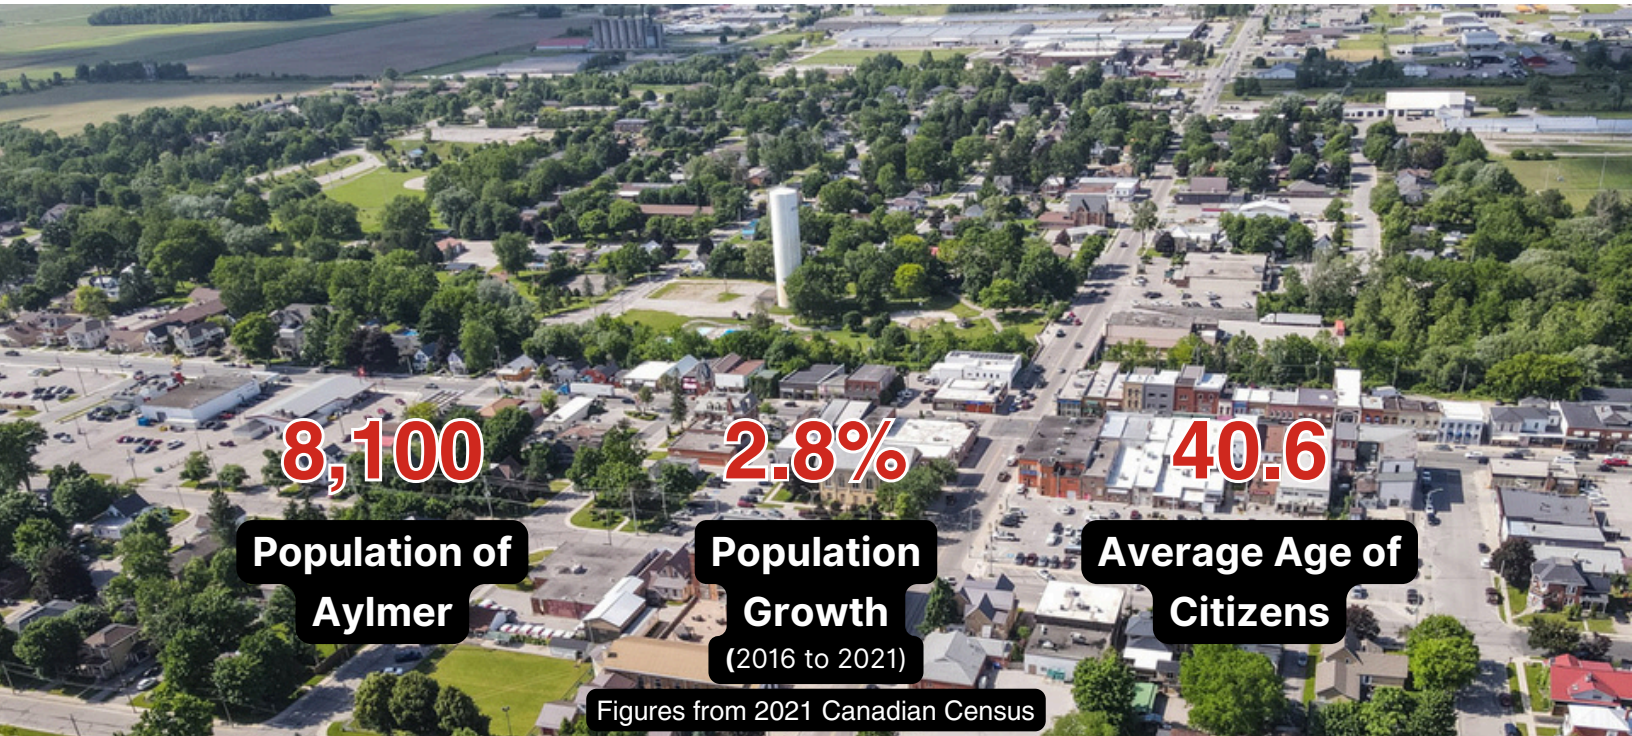 8,100
Population of
Aylmer
2.8%
Population
Growth
(2016 to 2021)
40.6
Average Age of
Citizens
Figures from 2021 Canadian Census